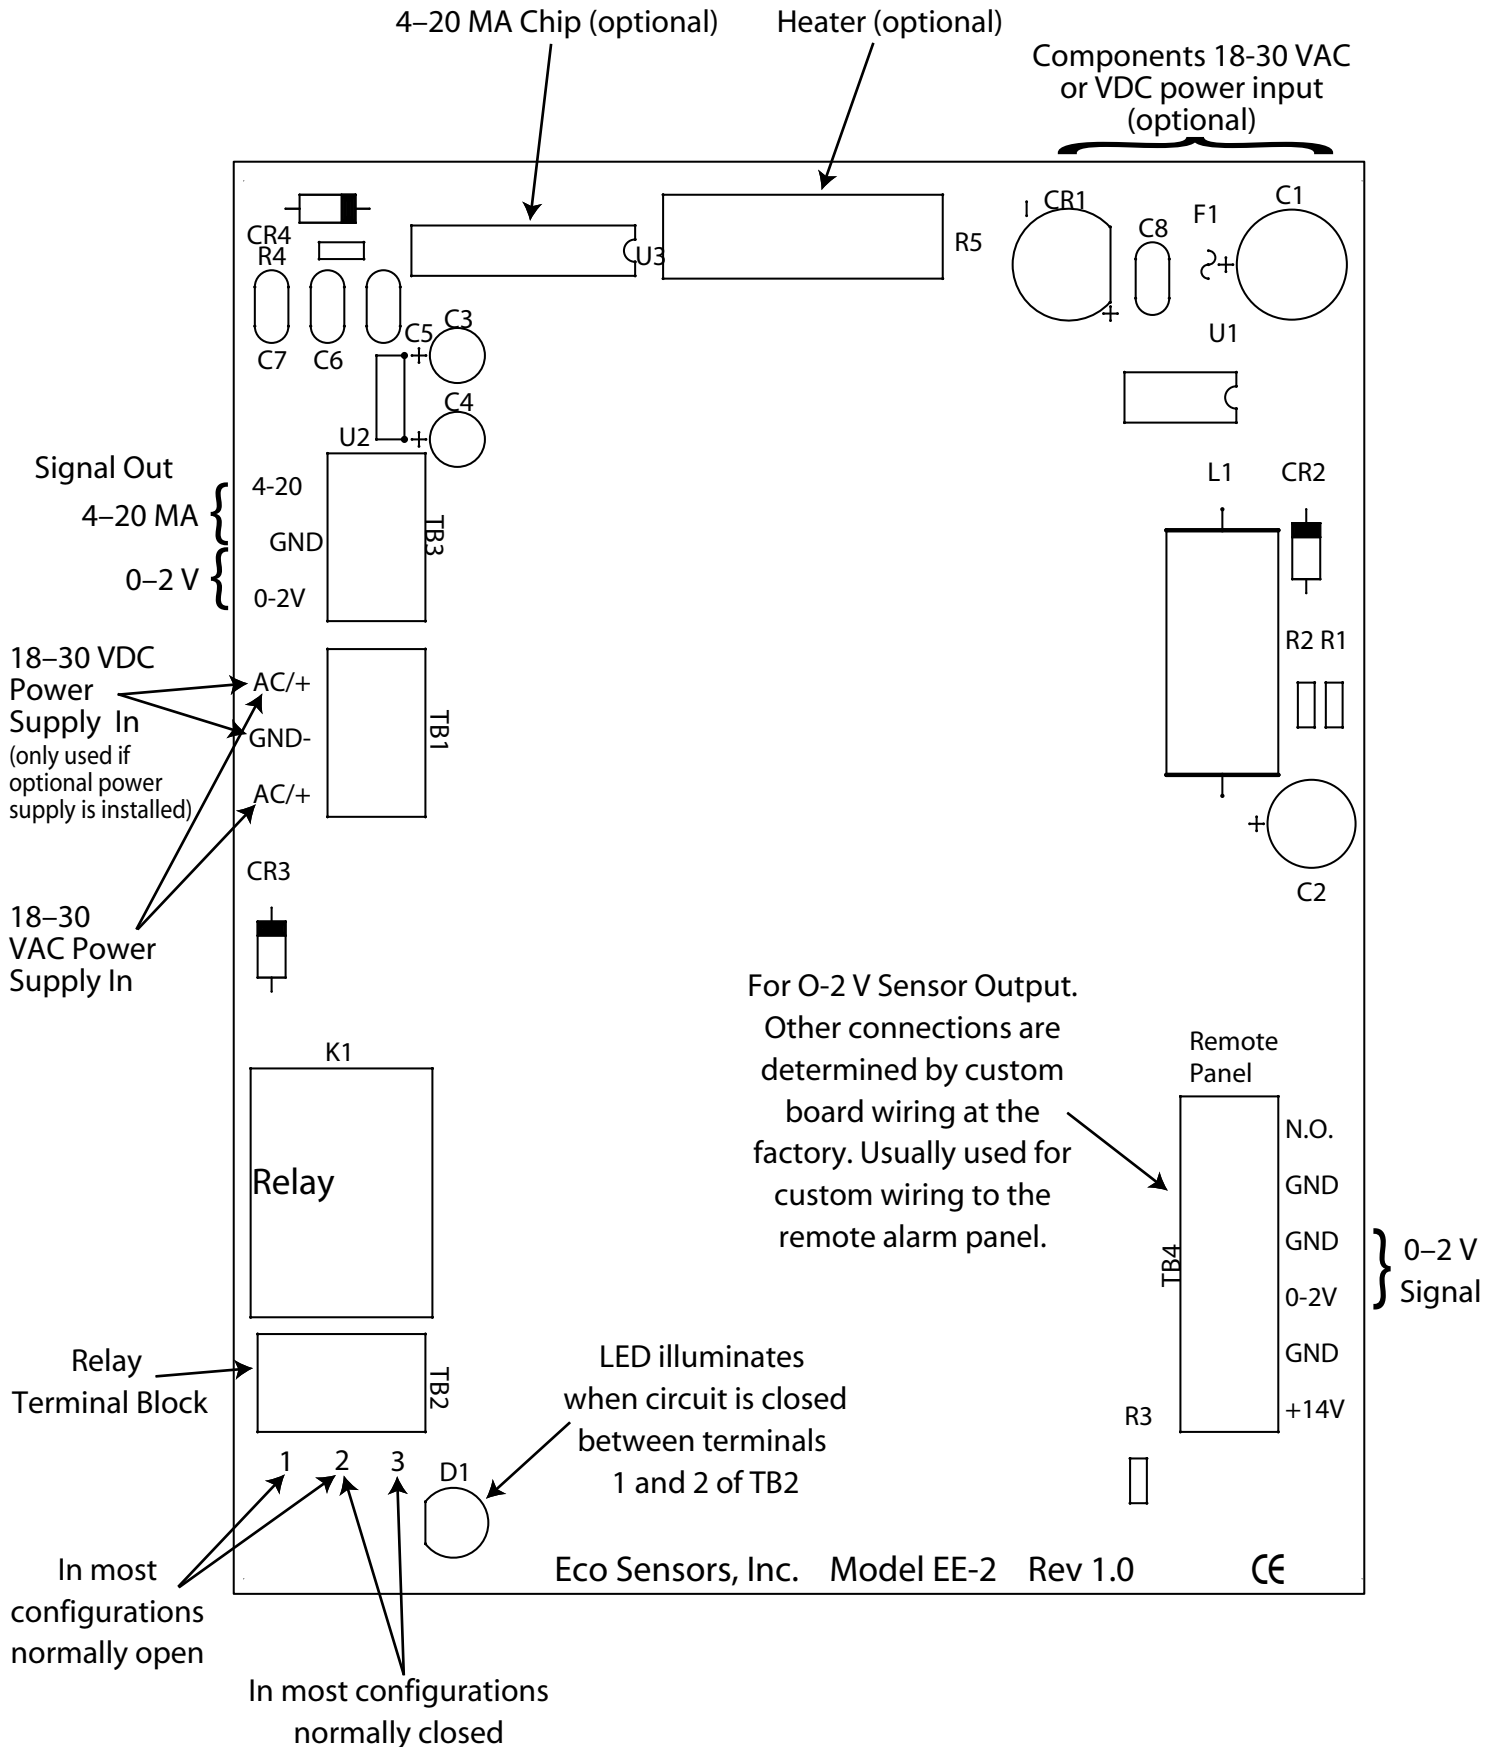 4–20 MA Chip (optional)
Heater (optional)
Components 18-30 VAC
or VDC power input
(optional)
CR4
R4
U3
R5
CR1
C8
F1
C1
C7
C6
C5
C3
C4
U2
U1
Signal Out
4–20 MA
0–2 V
4-20
GND
0-2V
TB3
L1
CR2
R2 R1
C2
18–30 VDC
Power
Supply In
(only used if
optional power
supply is installed)
AC/+
GND-
AC/+
TB1
CR3
18–30
VAC Power
Supply In
K1
Relay
For O-2 V Sensor Output.
Other connections are
determined by custom
board wiring at the
factory. Usually used for
custom wiring to the
remote alarm panel.
Remote
Panel
TB4
N.O.
GND
GND
0-2V
GND
+14V
0–2 V
Signal
Relay
Terminal Block
TB2
1 2 3
D1
LED illuminates
when circuit is closed
between terminals
1 and 2 of TB2
R3
In most
configurations
normally open
In most configurations
normally closed
Eco Sensors, Inc. Model EE-2 Rev 1.0
CE